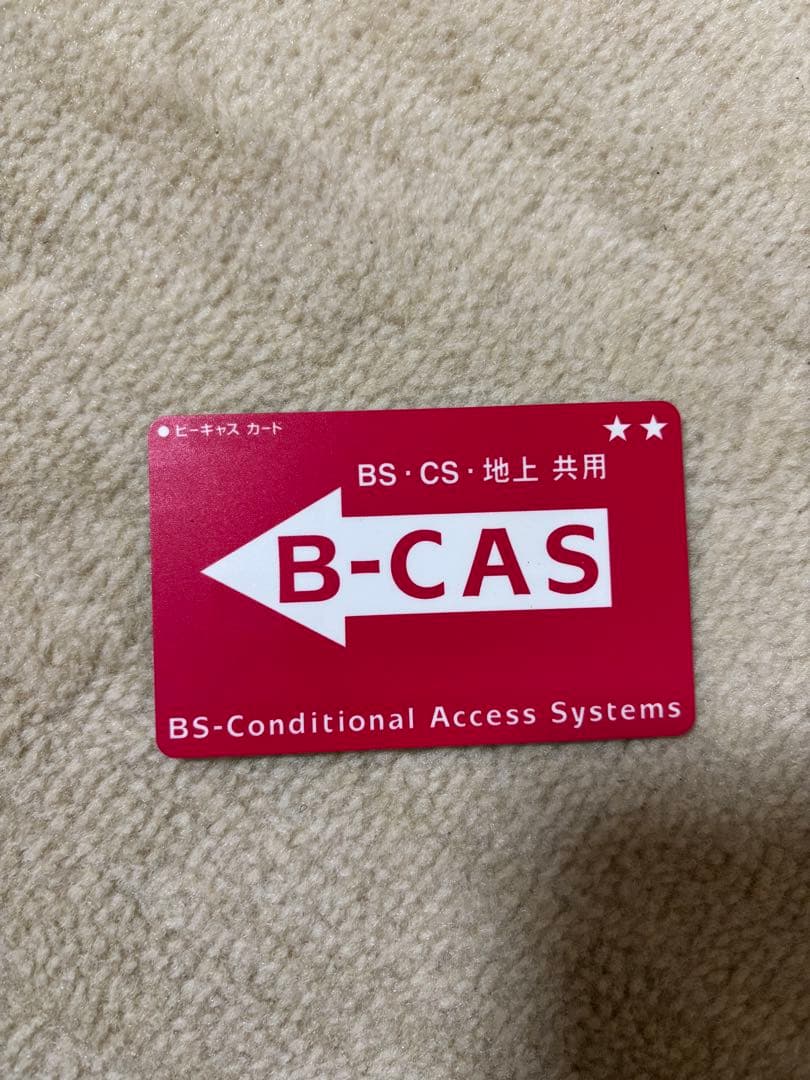 ●ビーキャス カード
★★
BS・CS・地上 共用
B-CAS
BS-Conditional Access Systems